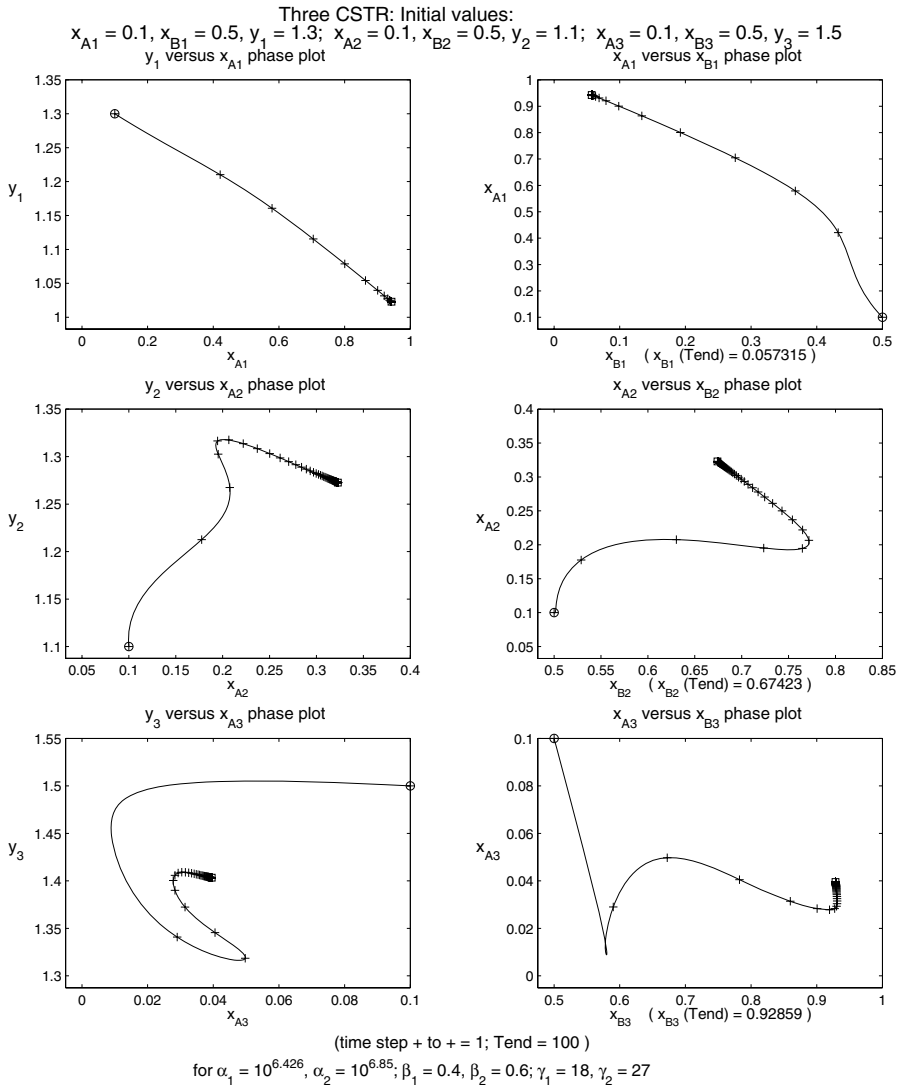 Three CSTR: Initial values:
x_A1 = 0.1, x_B1 = 0.5, y_1 = 1.3; x_A2 = 0.1, x_B2 = 0.5, y_2 = 1.1; x_A3 = 0.1, x_B3 = 0.5, y_3 = 1.5
y_1 versus x_A1 phase plot
1.35
1.3
1.25
1.2
1.15
1.1
1.05
1
y_1
0 0.2 0.4 0.6 0.8 1
x_A1
x_A1 versus x_B1 phase plot
1
0.9
0.8
0.7
0.6
0.5
0.4
0.3
0.2
0.1
x_A1
0 0.1 0.2 0.3 0.4 0.5
x_B1 ( x_B1 (Tend) = 0.057315 )
y_2 versus x_A2 phase plot
1.35
1.3
1.25
1.2
1.15
1.1
y_2
0.05 0.1 0.15 0.2 0.25 0.3 0.35 0.4
x_A2
x_A2 versus x_B2 phase plot
0.4
0.35
0.3
0.25
0.2
0.15
0.1
0.05
x_A2
0.5 0.55 0.6 0.65 0.7 0.75 0.8 0.85
x_B2 ( x_B2 (Tend) = 0.67423 )
y_3 versus x_A3 phase plot
1.55
1.5
1.45
1.4
1.35
1.3
y_3
0 0.02 0.04 0.06 0.08 0.1
x_A3
x_A3 versus x_B3 phase plot
0.1
0.08
0.06
0.04
0.02
0
x_A3
0.5 0.6 0.7 0.8 0.9 1
x_B3 ( x_B3 (Tend) = 0.92859 )
(time step + to + = 1; Tend = 100 )
for α_1 = 10^6.426, α_2 = 10^6.85; β_1 = 0.4, β_2 = 0.6; γ_1 = 18, γ_2 = 27